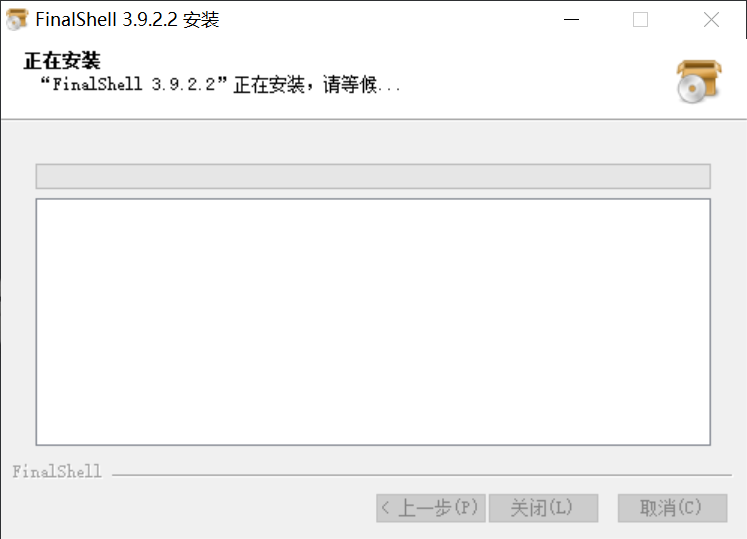 FinalShell 3.9.2.2 安装
正在安装
“FinalShell 3.9.2.2”正在安装，请等候...
FinalShell
< 上一步(P)
关闭(L)
取消(C)